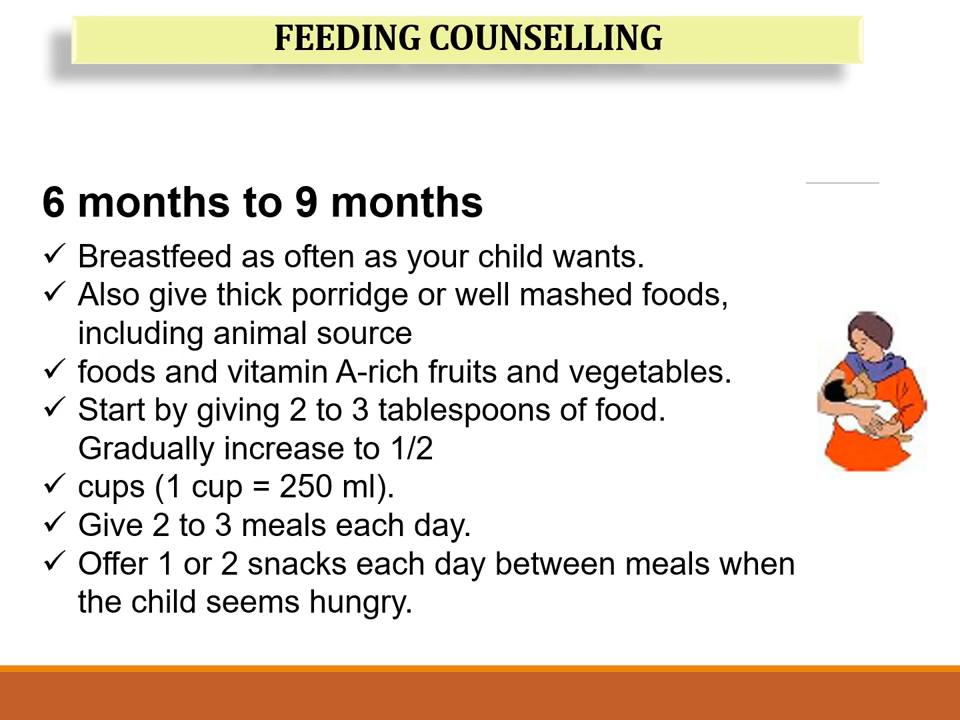 FEEDING COUNSELLING
6 months to 9 months
✓ Breastfeed as often as your child wants.
✓ Also give thick porridge or well mashed foods,
including animal source
✓ foods and vitamin A-rich fruits and vegetables.
✓ Start by giving 2 to 3 tablespoons of food.
Gradually increase to 1/2
✓ cups (1 cup = 250 ml).
✓ Give 2 to 3 meals each day.
✓ Offer 1 or 2 snacks each day between meals when
the child seems hungry.